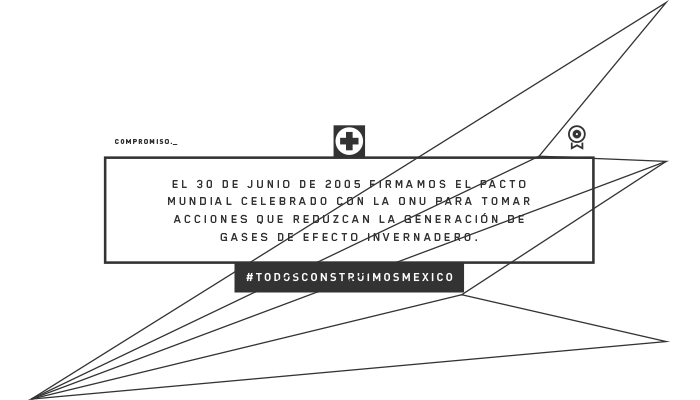 COMPROMISO._
EL 30 DE JUNIO DE 2005 FIRMAMOS EL PACTO
MUNDIAL CELEBRADO CON LA ONU PARA TOMAR
ACCIONES QUE REDUZCAN LA GENERACIÓN DE
GASES DE EFECTO INVERNADERO.
#TODOSCONSTRUIMOSMEXICO